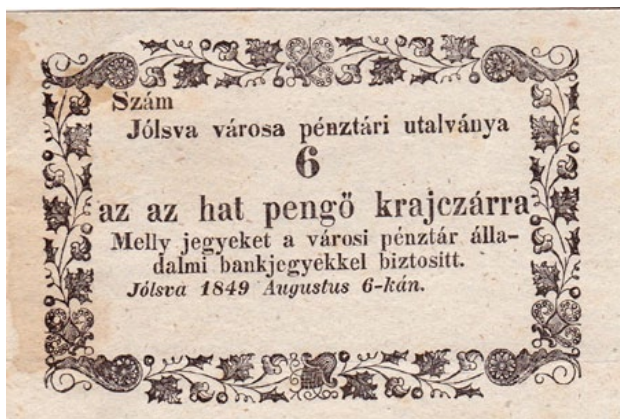 Szám
Jólsva városa pénztári utalványa
6
az az hat pengő krajczárra
Melly jegyeket a városi pénztár álla-
dalmi bankjegyekkel biztositt.
Jólsva 1849 Augustus 6-kán.